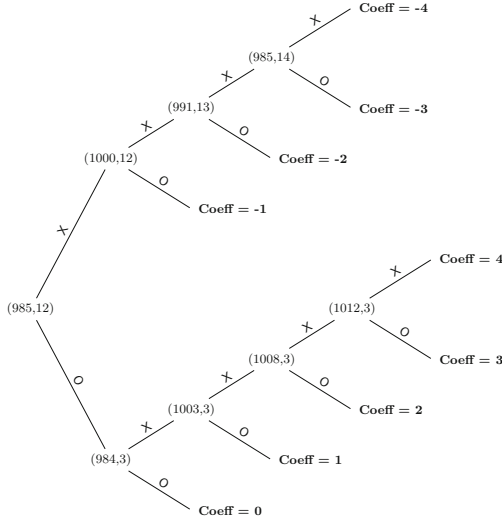 X
Coeff = -4
(985,14)
X
O
(991,13)
Coeff = -3
X
O
(1000,12)
Coeff = -2
O
X
Coeff = -1
Coeff = 4
X
(985,12)
(1012,3)
X
O
(1008,3)
Coeff = 3
X
O
O
(1003,3)
Coeff = 2
X
O
(984,3)
Coeff = 1
O
Coeff = 0